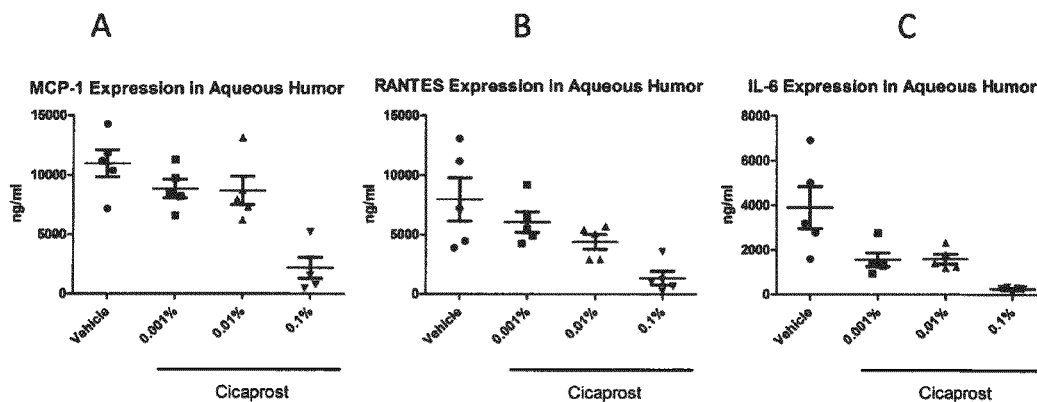 A
MCP-1 Expression in Aqueous Humor
15000
10000
5000
0
ng/ml
Vehicle
0.001%
0.01%
0.1%
Cicaprost
B
RANTES Expression in Aqueous Humor
15000
10000
5000
0
ng/ml
Vehicle
0.001%
0.01%
0.1%
Cicaprost
C
IL-6 Expression in Aqueous Humor
8000
6000
4000
2000
0
ng/ml
Vehicle
0.001%
0.01%
0.1%
Cicaprost